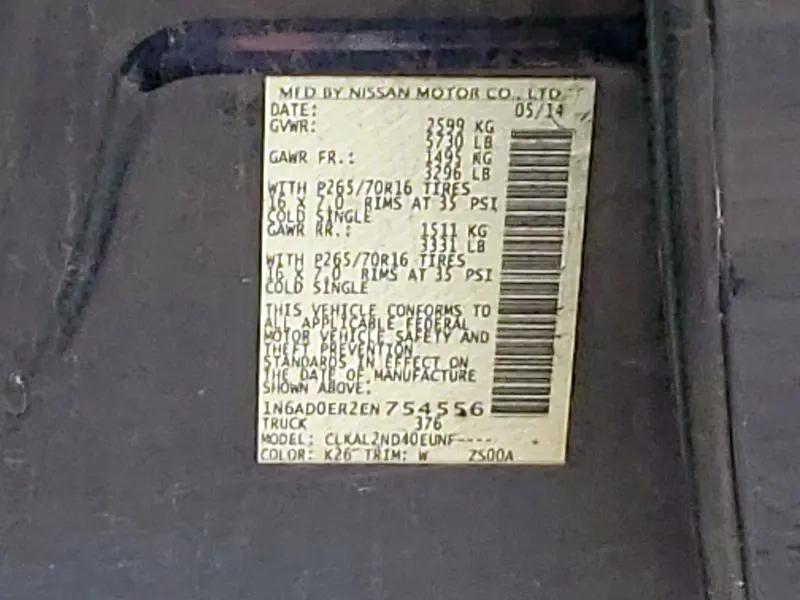 MFD BY NISSAN MOTOR CO., LTD.
DATE: 05/14
GVWR: 2599 KG
5730 LB
GAWR FR.: 1495 KG
3296 LB
WITH P265/70R16 TIRES
16 X 7.0 RIMS AT 35 PSI
COLD SINGLE
GAWR RR.: 1511 KG
3331 LB
WITH P265/70R16 TIRES
16 X 7.0 RIMS AT 35 PSI
COLD SINGLE
THIS VEHICLE CONFORMS TO
ALL APPLICABLE FEDERAL
MOTOR VEHICLE SAFETY AND
THEFT PREVENTION
STANDARDS IN EFFECT ON
THE DATE OF MANUFACTURE
SHOWN ABOVE:
1N6AD0ER2EN754556
TRUCK 376
MODEL: CLKAL2ND40EUNF----
COLOR: K26 TRIM: W ZS00A